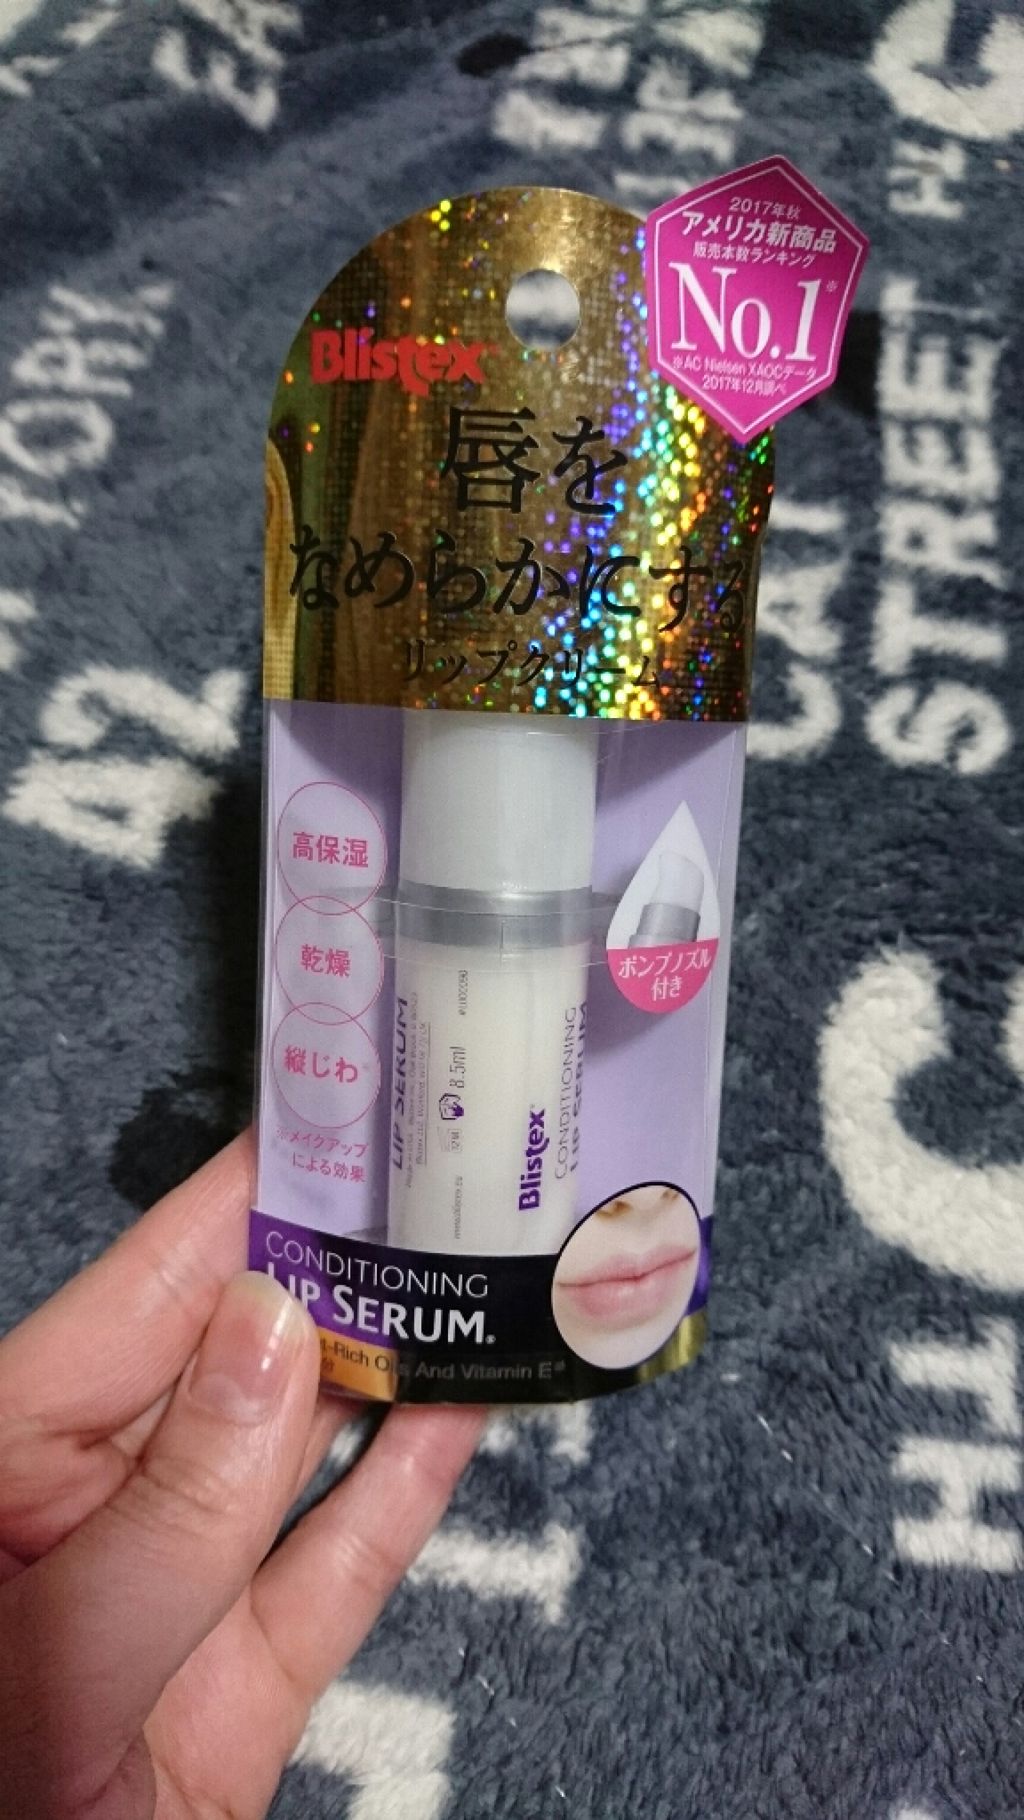 2017年秋
アメリカ新商品
販売本数ランキング
No.1※
※AC Nielsen XAOCデータ
2017年12月調べ
Blistex
唇を
なめらかにする
リップクリーム
高保湿
乾燥
縦じわ※
※メイクアップ
による効果
ポンプノズル
付き
LIP SERUM
8.5ml
12M
Blistex
CONDITIONING
LIP SERUM
CONDITIONING
LIP SERUM®
-Rich Oils And Vitamin E※
STREET